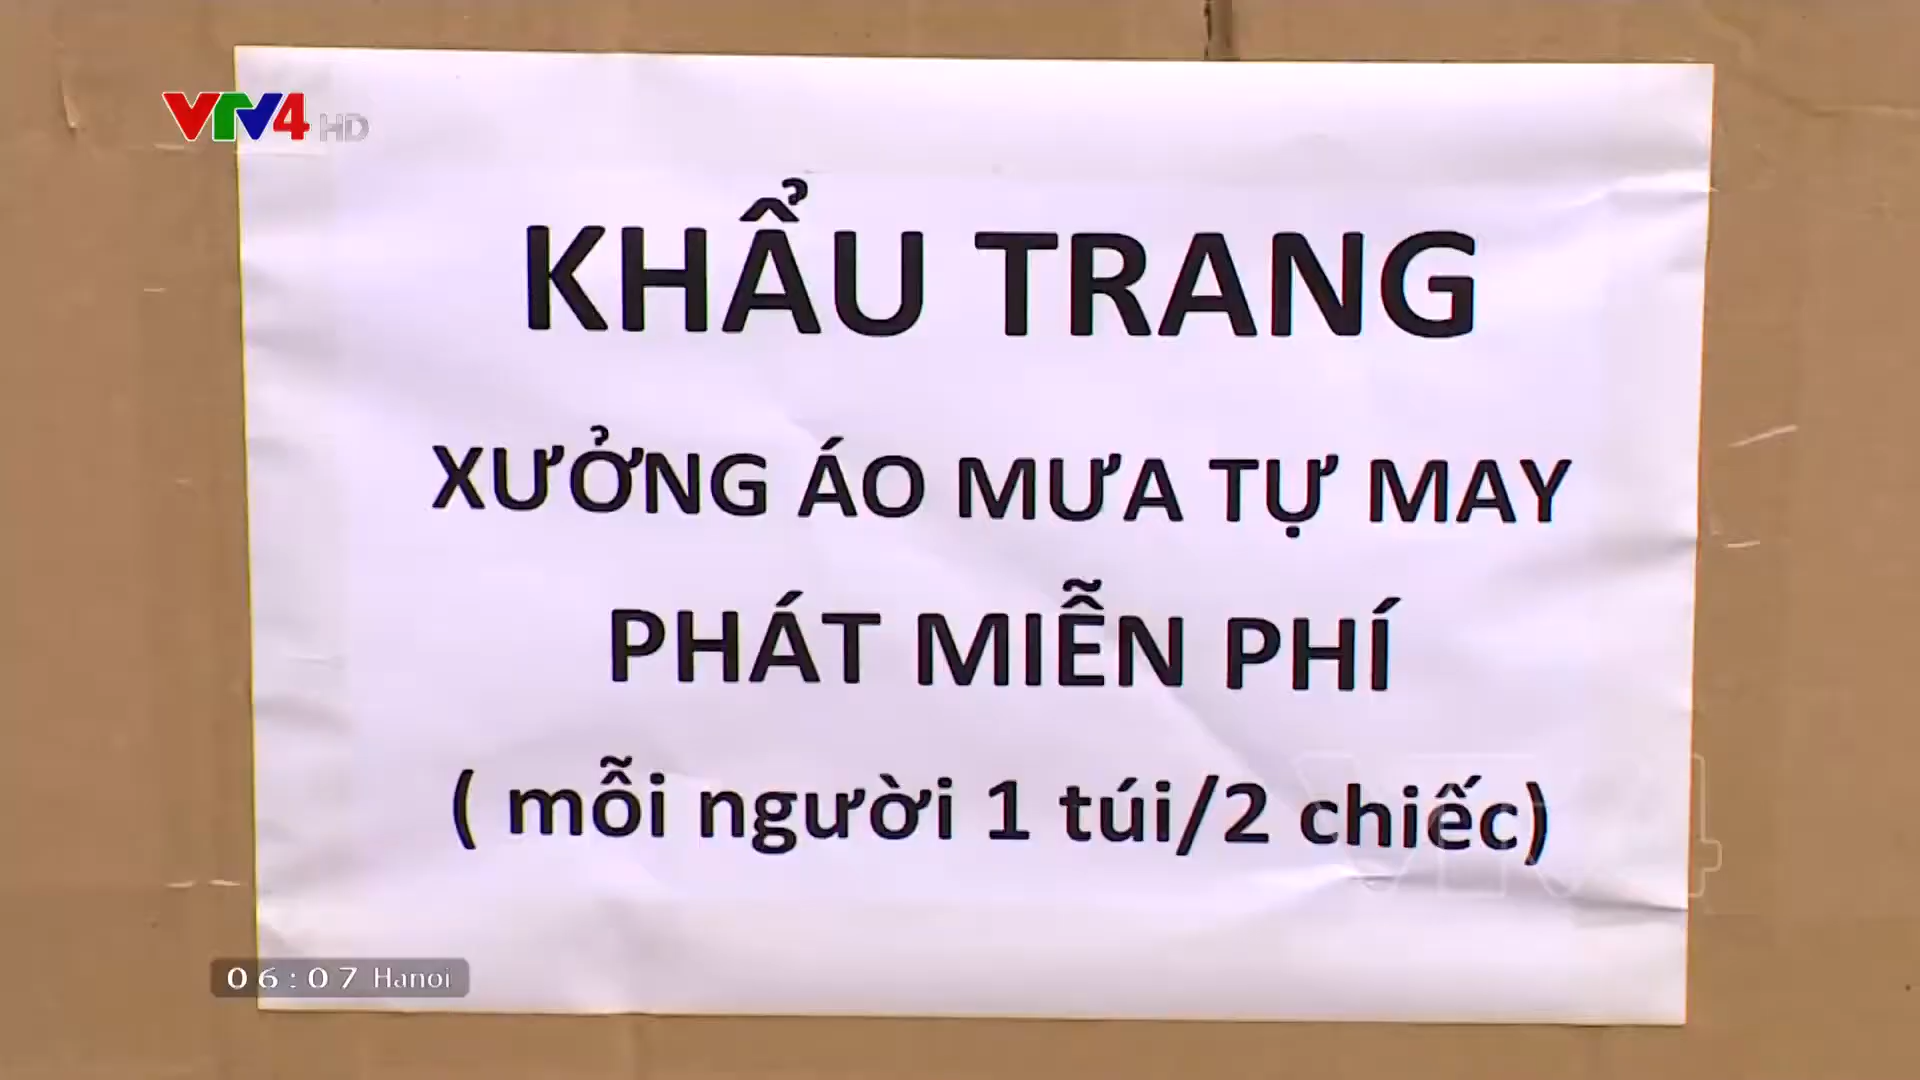 VTV4 HD
KHẨU TRANG
XƯỞNG ÁO MƯA TỰ MAY
PHÁT MIỄN PHÍ
( mỗi người 1 túi/2 chiếc)
VTV4
06:07 Hanoi